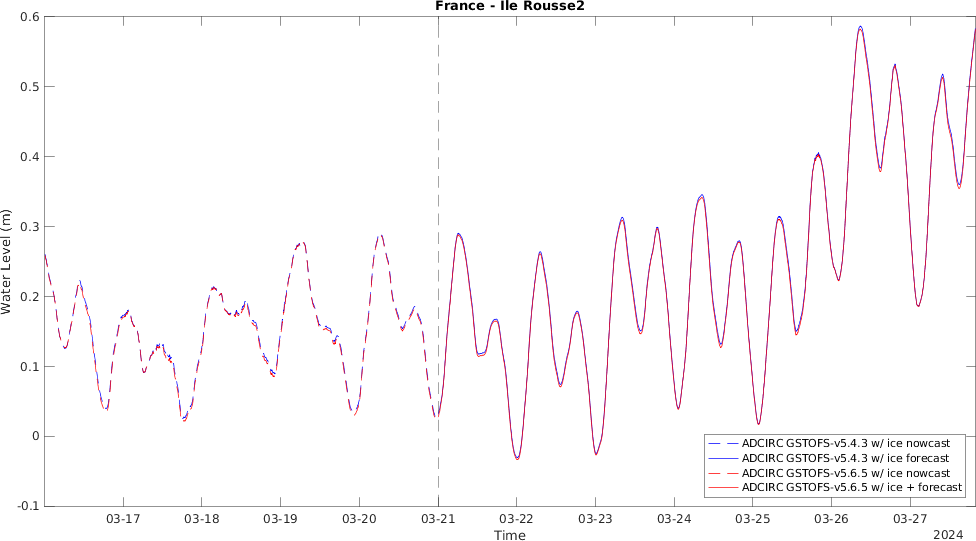 France - Ile Rousse2
0.6
0.5
0.4
0.3
0.2
0.1
0
-0.1
Water Level (m)
ADCIRC GSTOFS-v5.4.3 w/ ice nowcast
ADCIRC GSTOFS-v5.4.3 w/ ice forecast
ADCIRC GSTOFS-v5.6.5 w/ ice nowcast
ADCIRC GSTOFS-v5.6.5 w/ ice + forecast
03-17 03-18 03-19 03-20 03-21 03-22 03-23 03-24 03-25 03-26 03-27
Time
2024